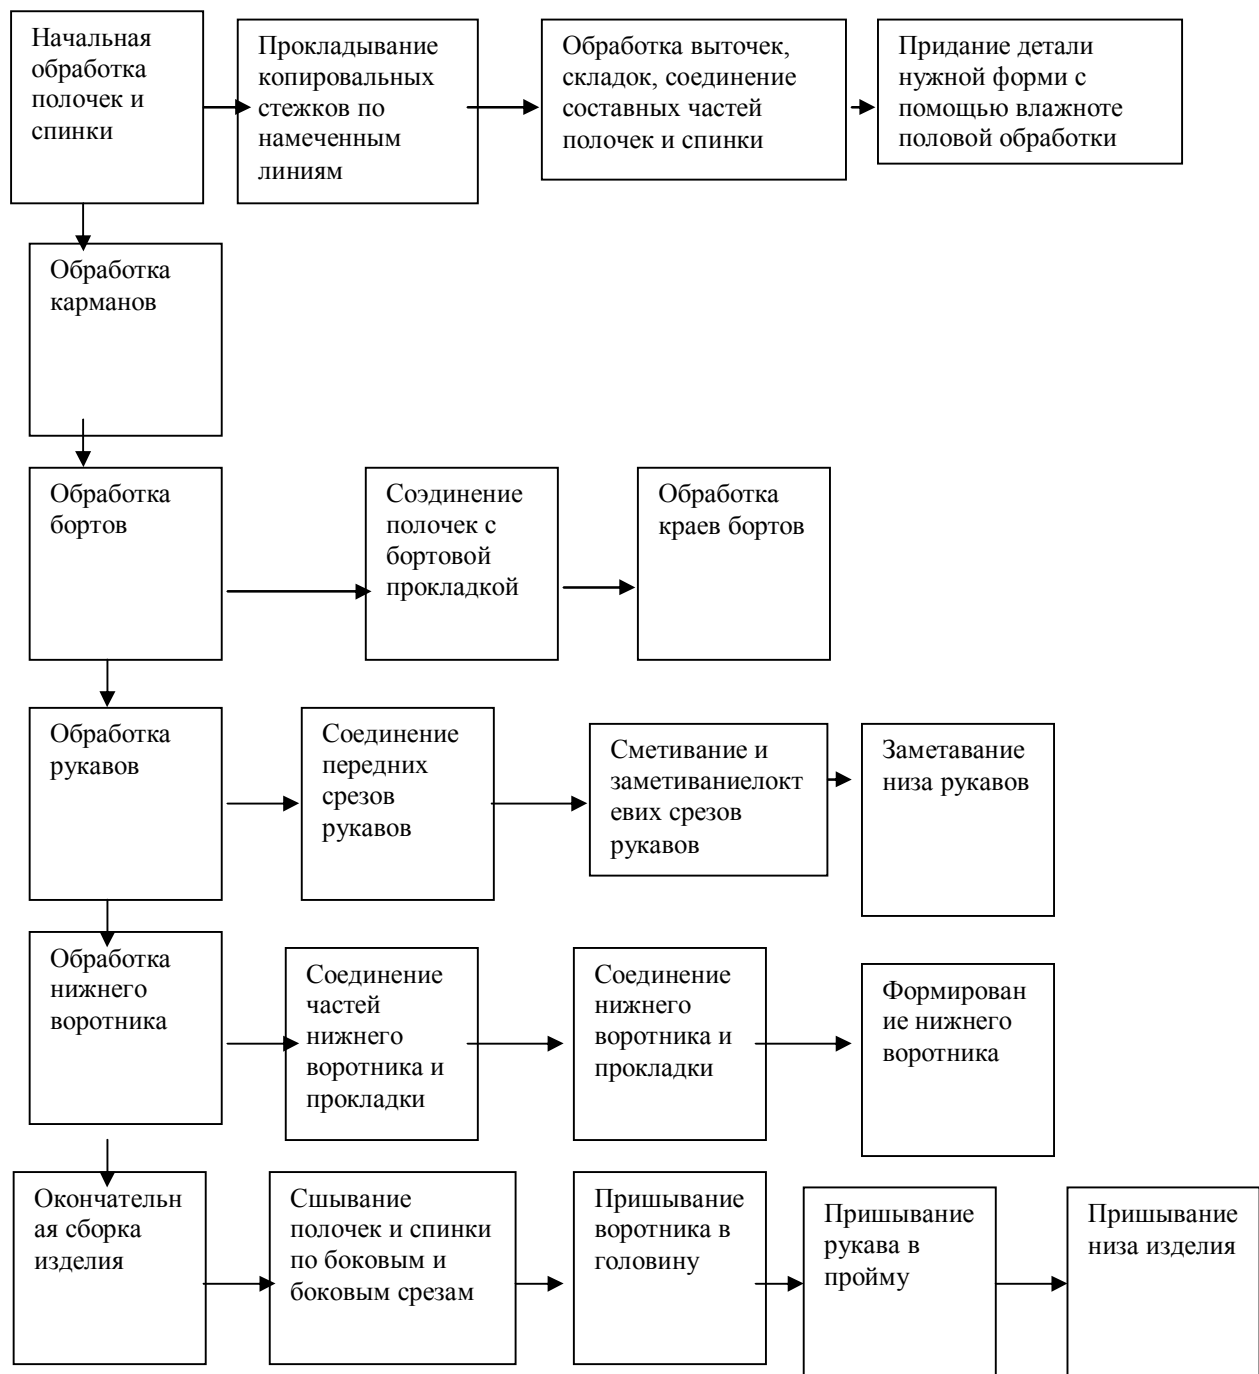 Начальная
обработка
полочек и
спинки
Прокладывание
копировальных
стежков по
намеченным
линиям
Обработка выточек,
складок, соединение
составных частей
полочек и спинки
Придание детали
нужной форми с
помощью влажноте
половой обработки
Обработка
карманов
Обработка
бортов
Соэдинение
полочек с
бортовой
прокладкой
Обработка
краев бортов
Обработка
рукавов
Соединение
передних
срезов
рукавов
Сметивание и
заметиваниелокт
евих срезов
рукавов
Заметавание
низа рукавов
Обработка
нижнего
воротника
Соединение
частей
нижнего
воротника и
прокладки
Соединение
нижнего
воротника и
прокладки
Формирован
ие нижнего
воротника
Окончательн
ая сборка
изделия
Сшывание
полочек и спинки
по боковым и
боковым срезам
Пришывание
воротника в
головину
Пришывание
рукава в
пройму
Пришывание
низа изделия